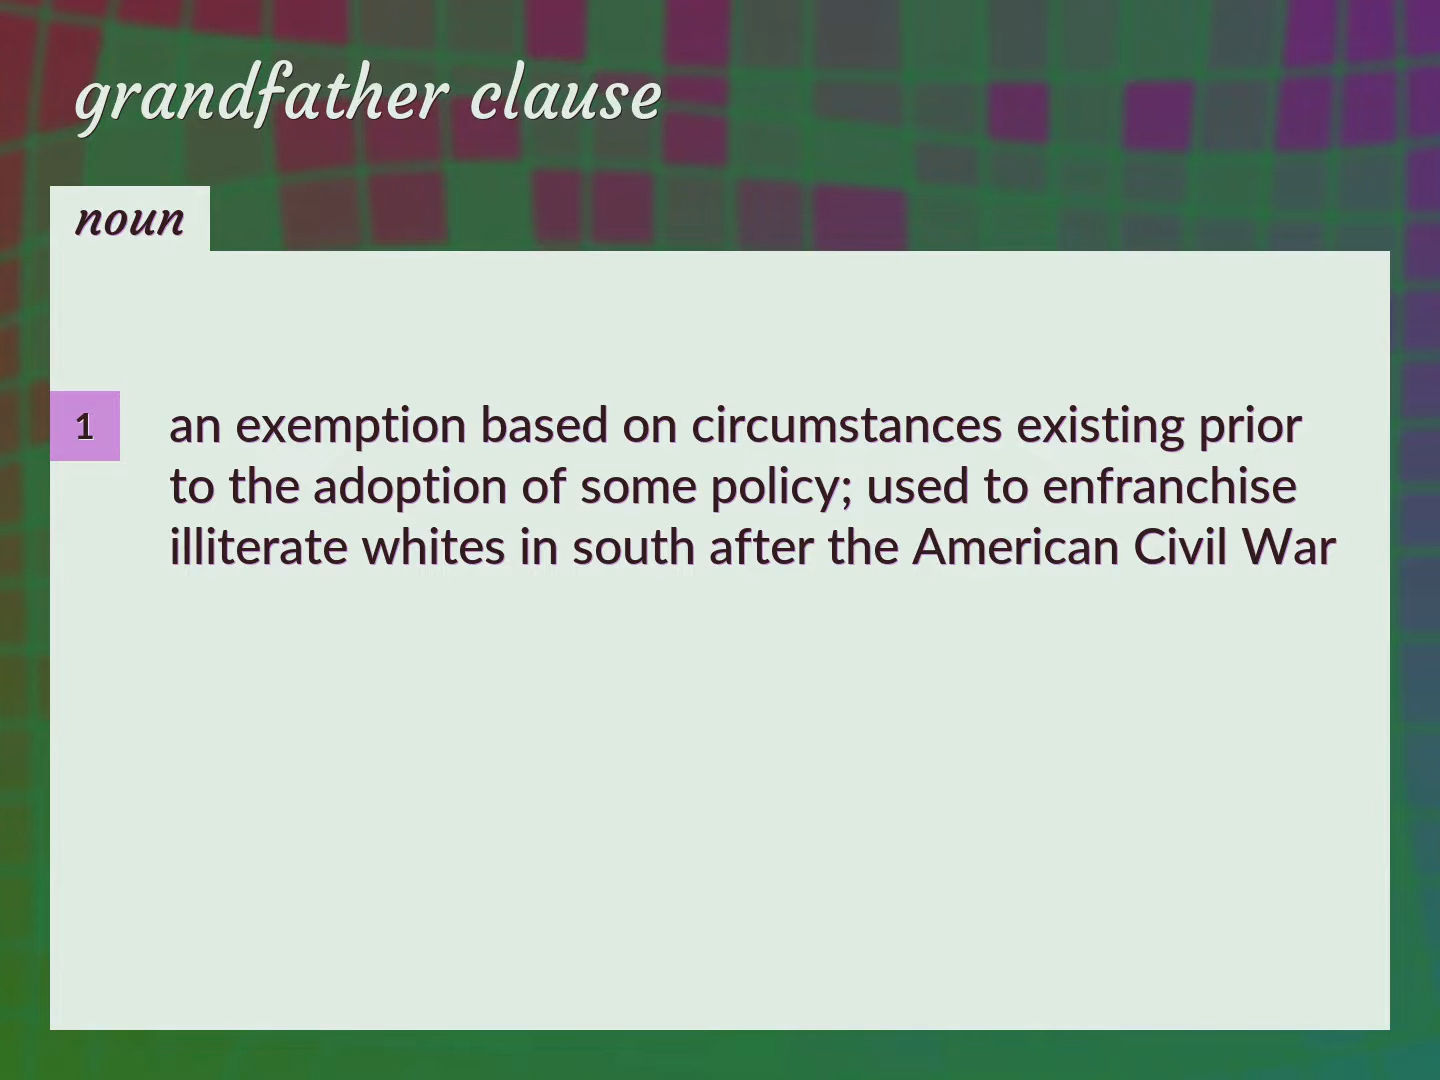 grandfather clause
noun
1
an exemption based on circumstances existing prior
to the adoption of some policy; used to enfranchise
illiterate whites in south after the American Civil War